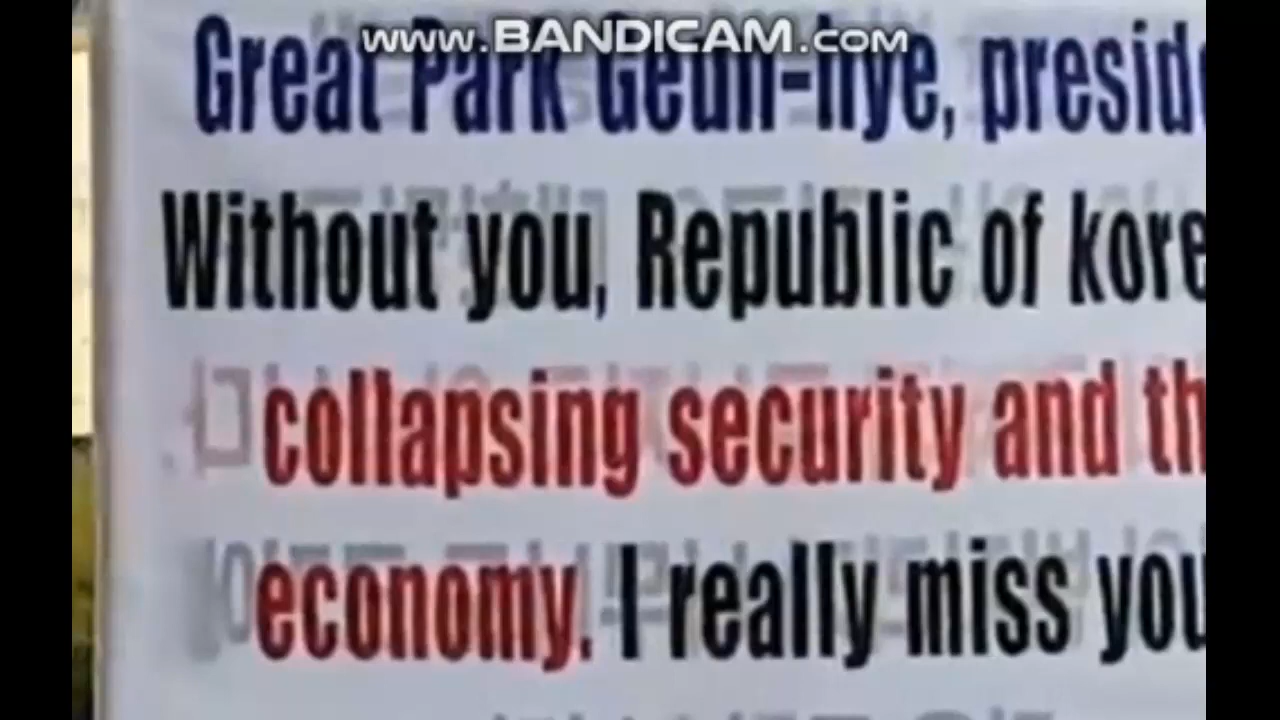 www.BANDICAM.com
Great Park Geun-hye, presid
Without you, Republic of kore
collapsing security and th
economy. I really miss you